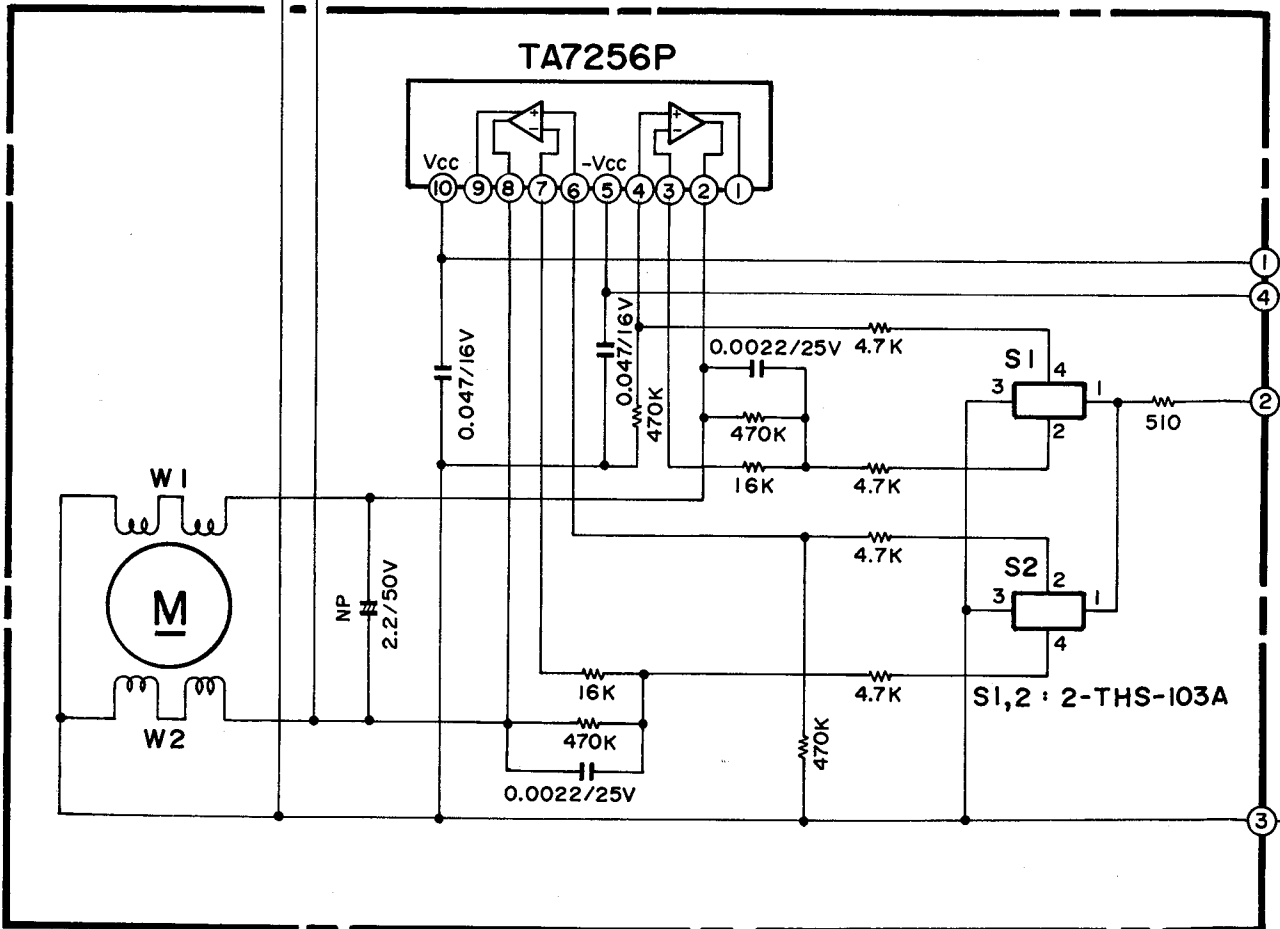 TA7256P
Vcc
-Vcc
+
-
+
-
10
9
8
7
6
5
4
3
2
1
1
4
0.047/16V
0.047/16V
470K
0.0022/25V
4.7K
S1
4
3
1
2
2
510
470K
16K
4.7K
W1
4.7K
S2
2
3
1
4
M
NP
2.2/50V
16K
4.7K
S1,2 : 2-THS-103A
W2
470K
470K
0.0022/25V
3